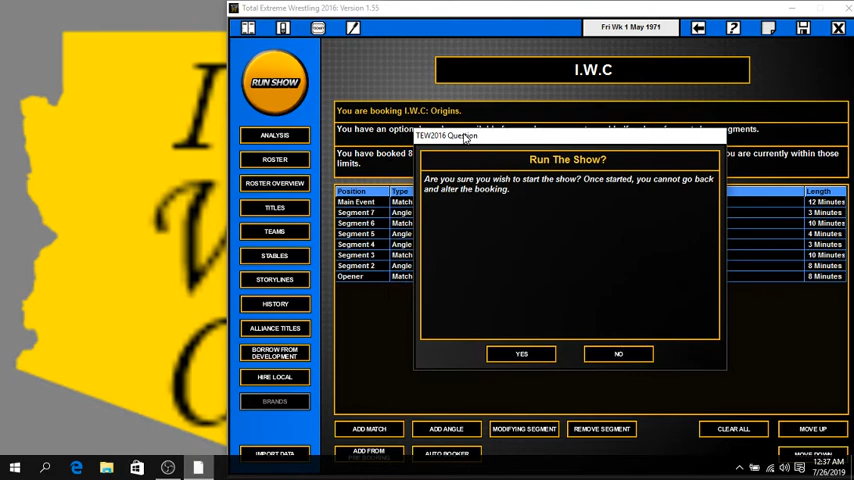 Total Extreme Wrestling 2016: Version 1.55
Fri Wk 1 May 1971
I
W
C
RUN SHOW
I.W.C
You are booking I.W.C: Origins.
You have an option
segments.
You have booked 8
you are currently within those
limits.
TEW2016 Question
Run The Show?
Are you sure you wish to start the show? Once started, you cannot go back
and alter the booking.
YES
NO
ANALYSIS
ROSTER
ROSTER OVERVIEW
TITLES
TEAMS
STABLES
STORYLINES
HISTORY
ALLIANCE TITLES
BORROW FROM
DEVELOPMENT
HIRE LOCAL
BRANDS
IMPORT DATA
Position Type Length
Main Event Match 12 Minutes
Segment 7 Angle 3 Minutes
Segment 6 Match 10 Minutes
Segment 5 Angle 4 Minutes
Segment 4 Angle 3 Minutes
Segment 3 Match 10 Minutes
Segment 2 Angle 8 Minutes
Opener Match 8 Minutes
ADD MATCH
ADD ANGLE
MODIFYING SEGMENT
REMOVE SEGMENT
CLEAR ALL
MOVE UP
ADD FROM
AUTO BOOKER
MOVE DOWN
12:37 AM
7/26/2019